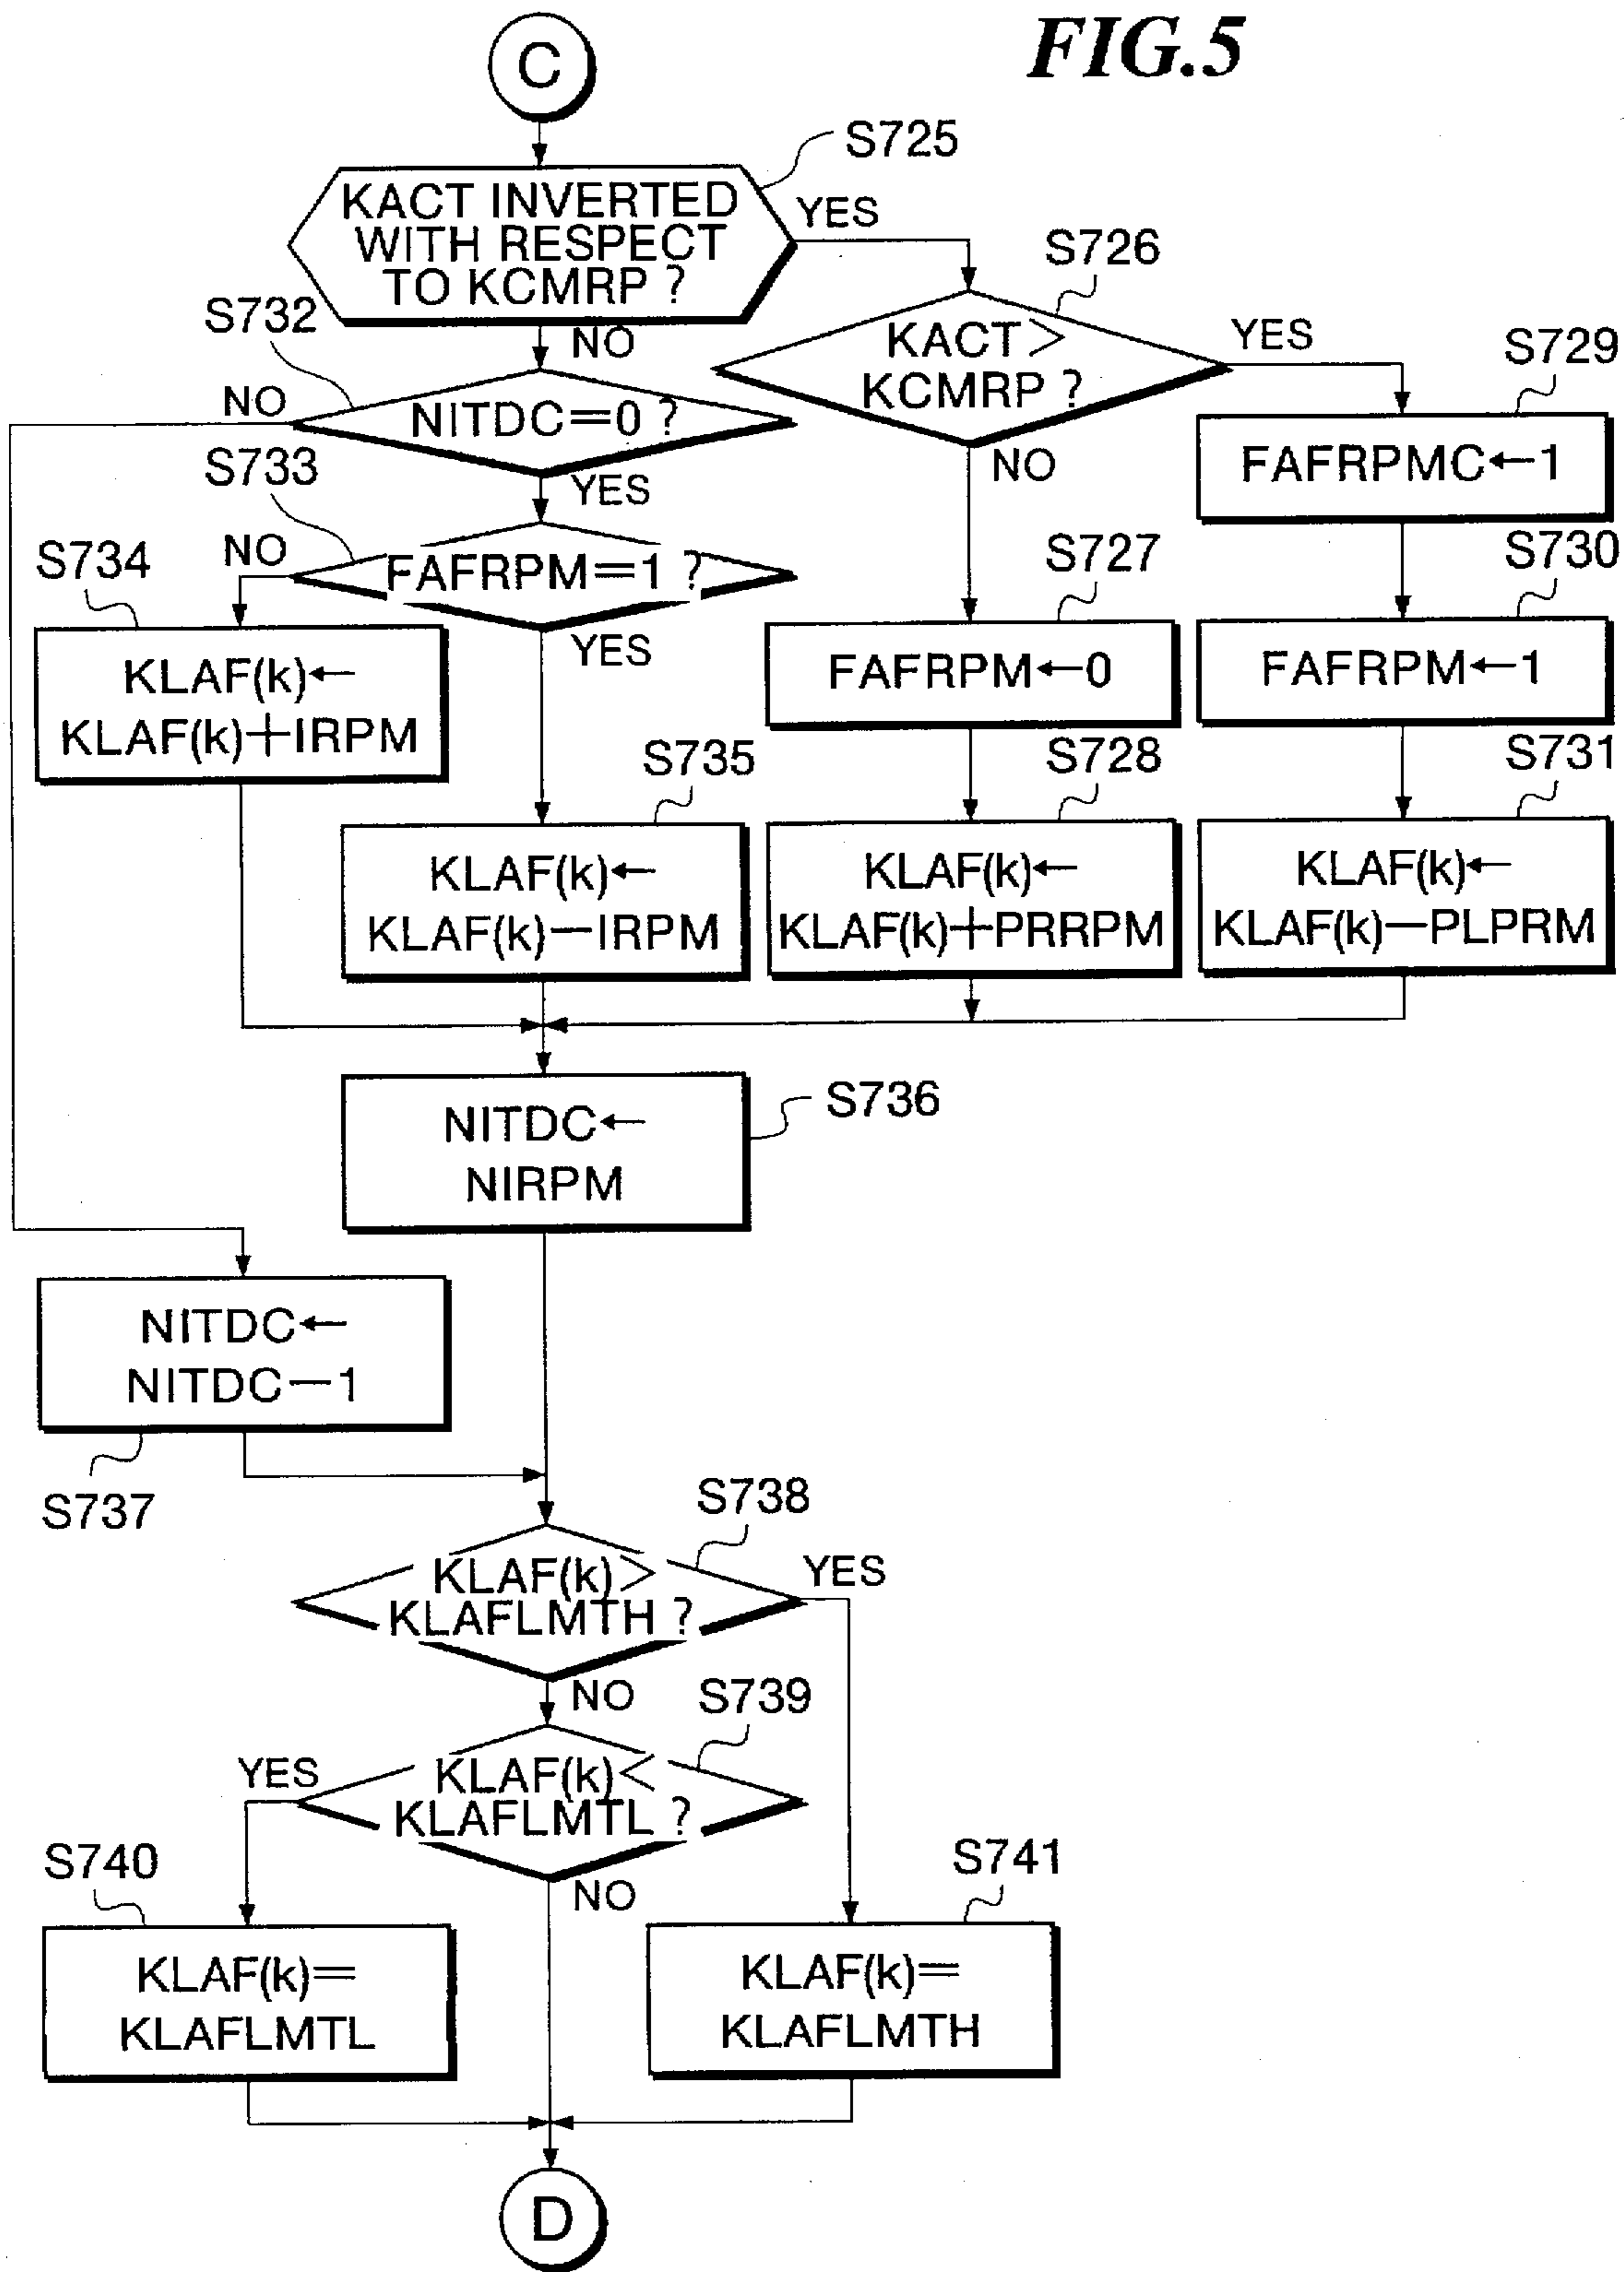 FIG.5
C
S725
KACT INVERTED
WITH RESPECT
TO KCMRP ?
YES
NO
S726
KACT>
KCMRP ?
YES
NO
S732
NITDC=0 ?
NO
YES
S729
FAFRPMC←1
S733
FAFRPM=1 ?
NO
YES
S734
KLAF(k)←
KLAF(k)+IRPM
S727
FAFRPM←0
S730
FAFRPM←1
S735
KLAF(k)←
KLAF(k)−IRPM
S728
KLAF(k)←
KLAF(k)+PRRPM
S731
KLAF(k)←
KLAF(k)−PLPRM
S736
NITDC←
NIRPM
NITDC←
NITDC−1
S737
S738
KLAF(k)>
KLAFLMTH ?
YES
NO
S739
KLAF(k)<
KLAFLMTL ?
YES
NO
S740
KLAF(k)=
KLAFLMTL
S741
KLAF(k)=
KLAFLMTH
D